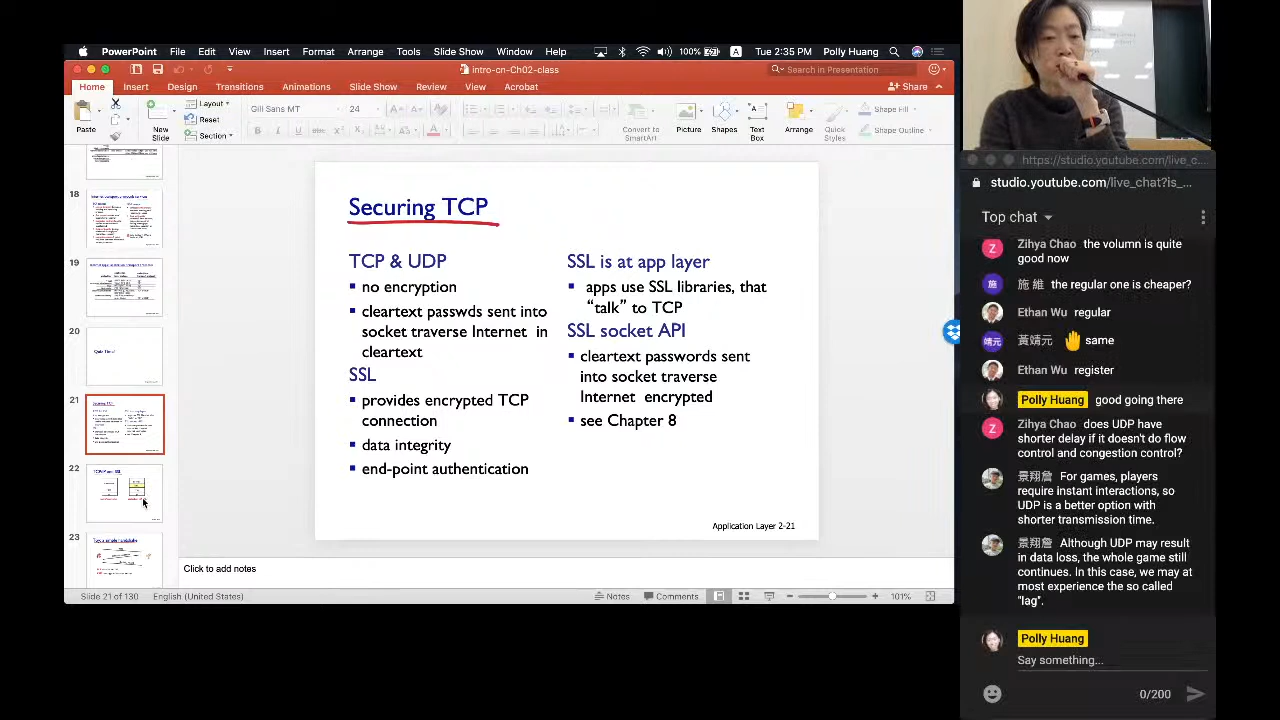 PowerPoint File Edit View Insert Format Arrange Tools Slide Show Window Help 100% A Tue 2:35 PM Polly Huang
intro-cn-Ch02-class
Search in Presentation
Home Insert Design Transitions Animations Slide Show Review View Acrobat
Share
Paste
New
Slide
Layout
Reset
Section
Gill Sans MT
24
Convert to
SmartArt
Picture
Shapes
Text
Box
Arrange
Quick
Styles
Shape Fill
Shape Outline
18
19
20
Quiz Time!
21
Securing TCP
22
23
Securing TCP
TCP & UDP
no encryption
cleartext passwds sent into
socket traverse Internet in
cleartext
SSL
provides encrypted TCP
connection
data integrity
end-point authentication
SSL is at app layer
apps use SSL libraries, that
“talk” to TCP
SSL socket API
cleartext passwords sent
into socket traverse
Internet encrypted
see Chapter 8
Application Layer 2-21
Click to add notes
Slide 21 of 130 English (United States)
Notes Comments
101%
https://studio.youtube.com/live_c...
studio.youtube.com/live_chat?is_...
Top chat
Z Zihya Chao the volumn is quite
good now
施 施 維 the regular one is cheaper?
Ethan Wu regular
靖元 黃靖元 same
Ethan Wu register
Polly Huang good going there
Z Zihya Chao does UDP have
shorter delay if it doesn't do flow
control and congestion control?
景翔詹 For games, players
require instant interactions, so
UDP is a better option with
shorter transmission time.
景翔詹 Although UDP may result
in data loss, the whole game still
continues. In this case, we may at
most experience the so called
"lag".
Polly Huang
Say something...
0/200